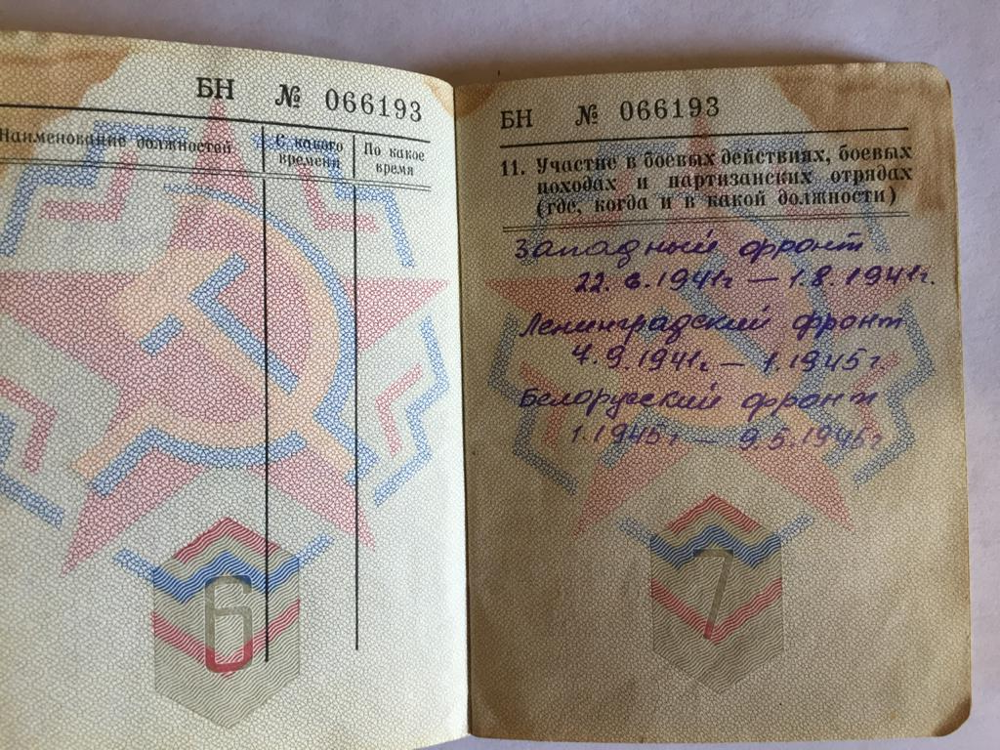 БН № 066193
Наименование должностей
С какого
времени
По какое
время
6
БН № 066193
11. Участие в боевых действиях, боевых
походах и партизанских отрядах
(где, когда и в какой должности)
Западный фронт
22.6.1941г — 1.8.1941г.
Ленинградский фронт
4.9.1941г — 1.1945г
Белорусский фронт
1.1945г — 9.5.1945г
7